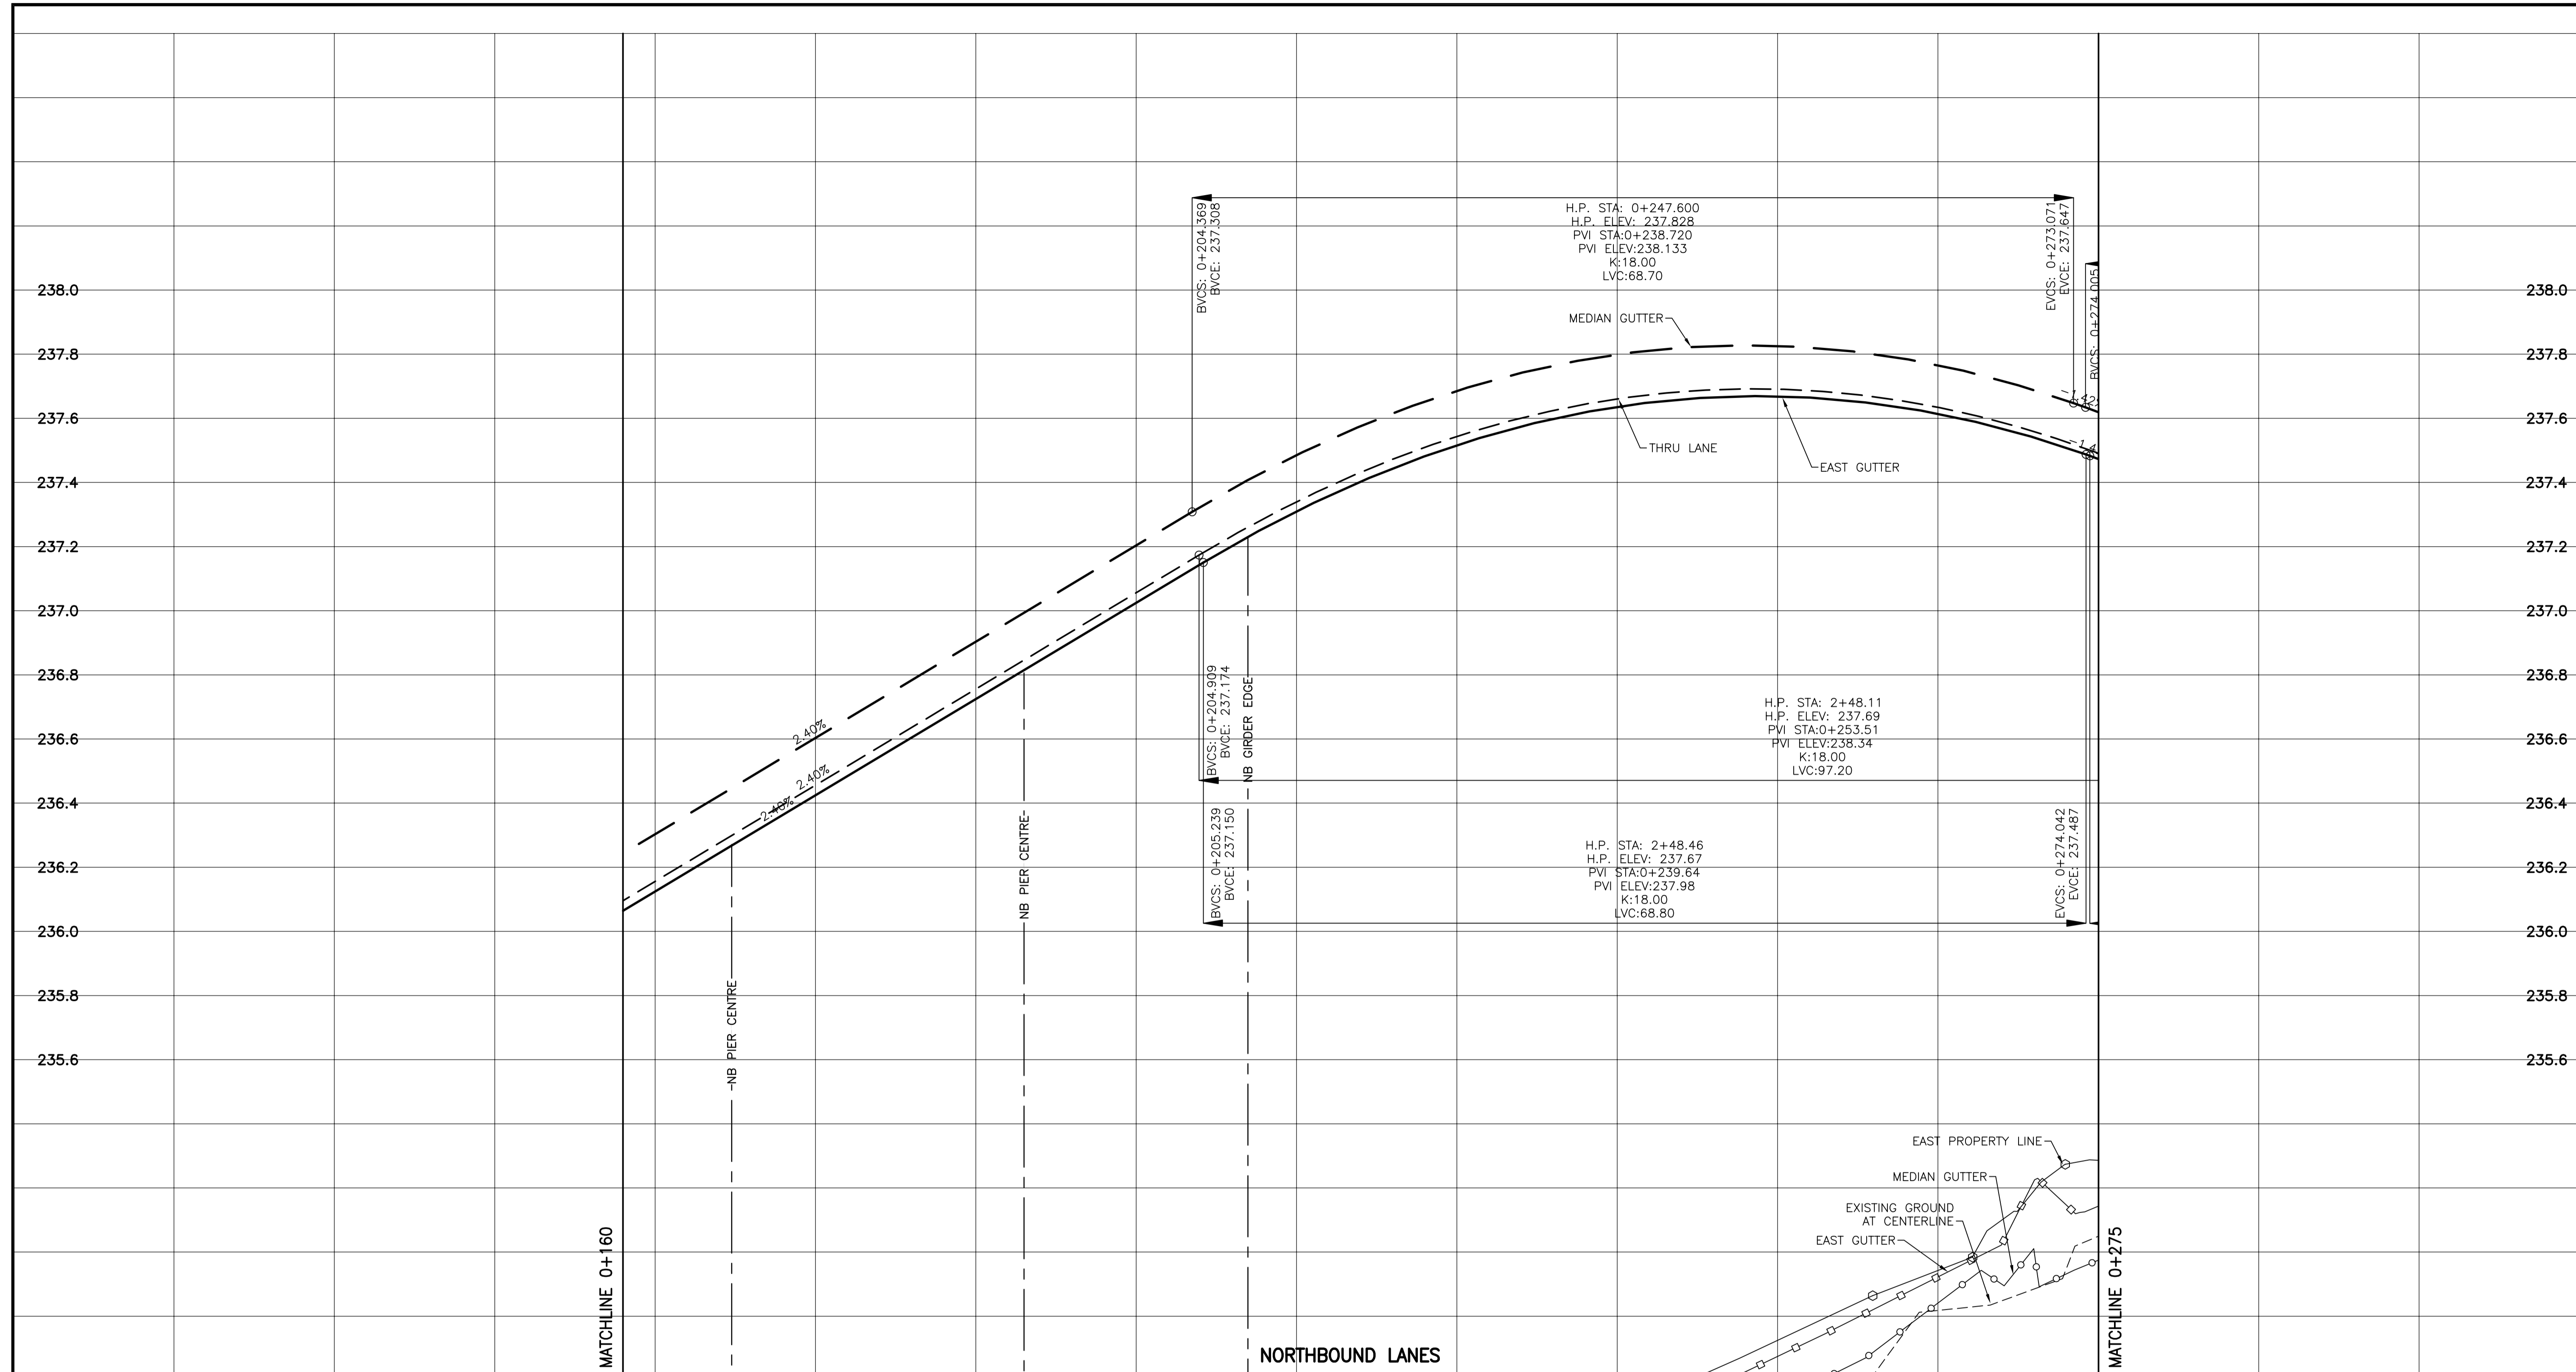 H.P. STA: 0+247.600
H.P. ELEV: 237.828
PVI STA:0+238.720
PVI ELEV:238.133
K:18.00
LVC:68.70
BVCS: 0+204.369
BVCE: 237.308
EVCS: 0+273.071
EVCE: 237.647
BVCS: 0+274.005
238.0
238.0
MEDIAN GUTTER
237.8
237.8
-1.429
237.6
237.6
THRU LANE
EAST GUTTER
-1.4
237.4
237.4
237.2
237.2
237.0
237.0
236.8
236.8
BVCS: 0+204.909
BVCE: 237.174
NB GIRDER EDGE
H.P. STA: 2+48.11
H.P. ELEV: 237.69
PVI STA:0+253.51
PVI ELEV:238.34
K:18.00
LVC:97.20
2.40%
236.6
236.6
2.40%
2.40%
236.4
236.4
BVCS: 0+205.239
BVCE: 237.150
NB PIER CENTRE
H.P. STA: 2+48.46
H.P. ELEV: 237.67
PVI STA:0+239.64
PVI ELEV:237.98
K:18.00
LVC:68.80
EVCS: 0+274.042
EVCE: 237.487
236.2
236.2
236.0
236.0
235.8
235.8
NB PIER CENTRE
235.6
235.6
EAST PROPERTY LINE
MEDIAN GUTTER
EXISTING GROUND
AT CENTERLINE
EAST GUTTER
MATCHLINE 0+160
MATCHLINE 0+275
NORTHBOUND LANES